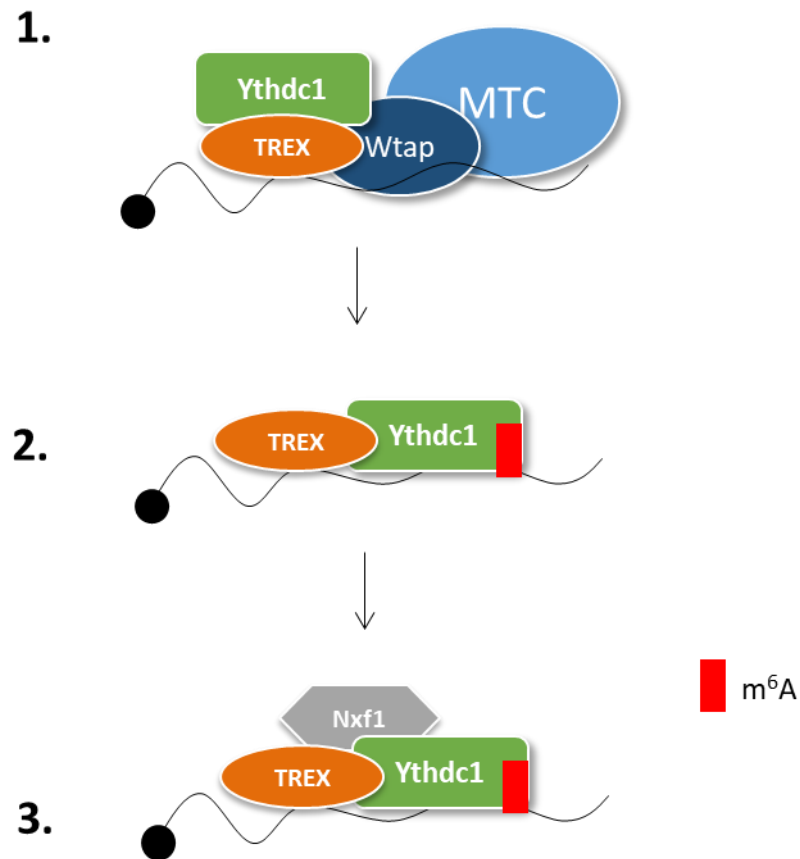 1.
Ythdc1
MTC
TREX
Wtap
2.
TREX
Ythdc1
m⁶A
Nxf1
TREX
Ythdc1
3.